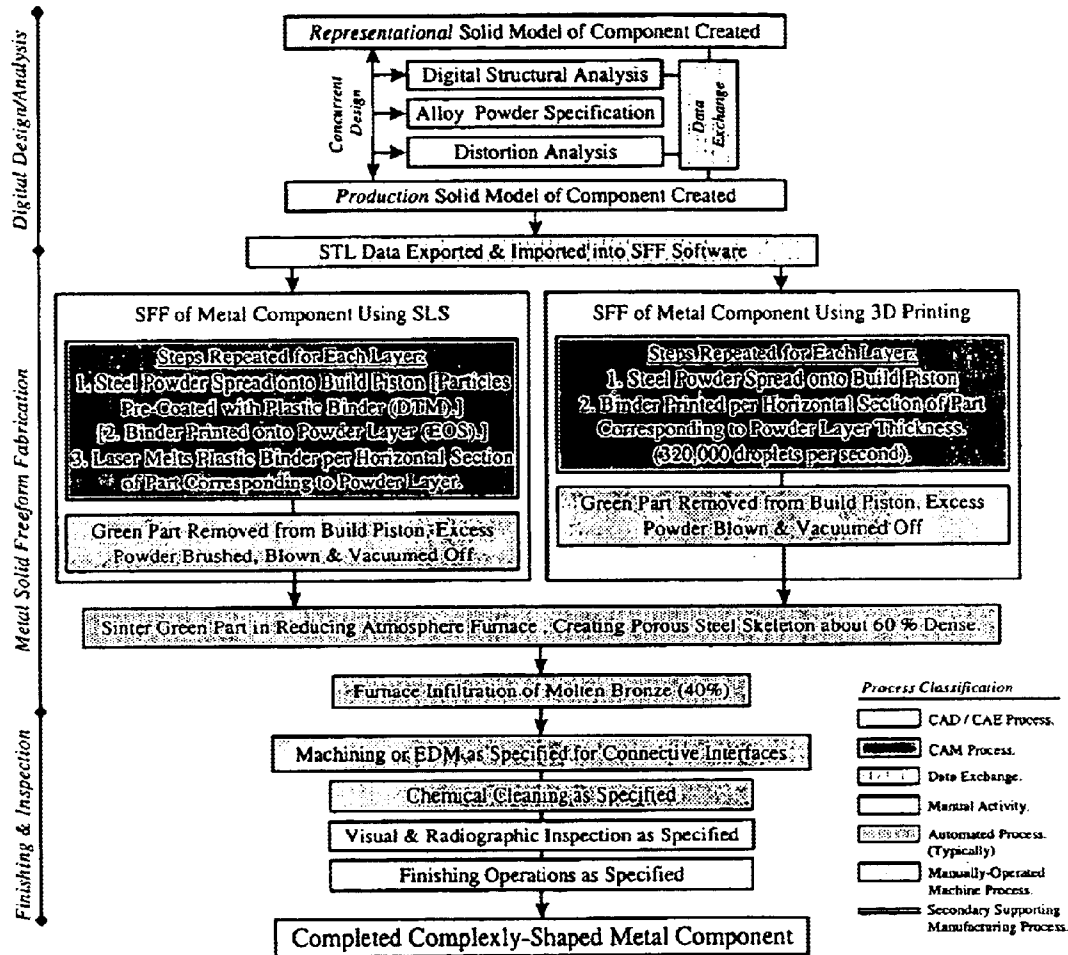 Digital Design/Analysis
Metal Solid Freeform Fabrication
Finishing & Inspection
Representational Solid Model of Component Created
Concurrent
Design
Digital Structural Analysis
Alloy Powder Specification
Distortion Analysis
Data
Exchange
Production Solid Model of Component Created
STL Data Exported & Imported into SFF Software
SFF of Metal Component Using SLS
Steps Repeated for Each Layer:
1. Steel Powder Spread onto Build Piston [Particles
Pre-Coated with Plastic Binder (DTM).]
[2. Binder Printed onto Powder Layer (EOS).]
3. Laser Melts Plastic Binder per Horizontal Section
of Part Corresponding to Powder Layer.
Green Part Removed from Build Piston, Excess
Powder Brushed, Blown & Vacuumed Off
SFF of Metal Component Using 3D Printing
Steps Repeated for Each Layer:
1. Steel Powder Spread onto Build Piston
2. Binder Printed per Horizontal Section of Part
Corresponding to Powder Layer Thickness.
(320,000 droplets per second).
Green Part Removed from Build Piston, Excess
Powder Blown & Vacuumed Off
Sinter Green Part in Reducing Atmosphere Furnace , Creating Porous Steel Skeleton about 60 % Dense.
Furnace Infiltration of Molten Bronze (40%)
Machining or EDM as Specified for Connective Interfaces
Chemical Cleaning as Specified
Visual & Radiographic Inspection as Specified
Finishing Operations as Specified
Completed Complexly-Shaped Metal Component
Process Classification
CAD / CAE Process.
CAM Process.
Data Exchange.
Manual Activity.
Automated Process.
(Typically)
Manually-Operated
Machine Process.
Secondary Supporting
Manufacturing Process.